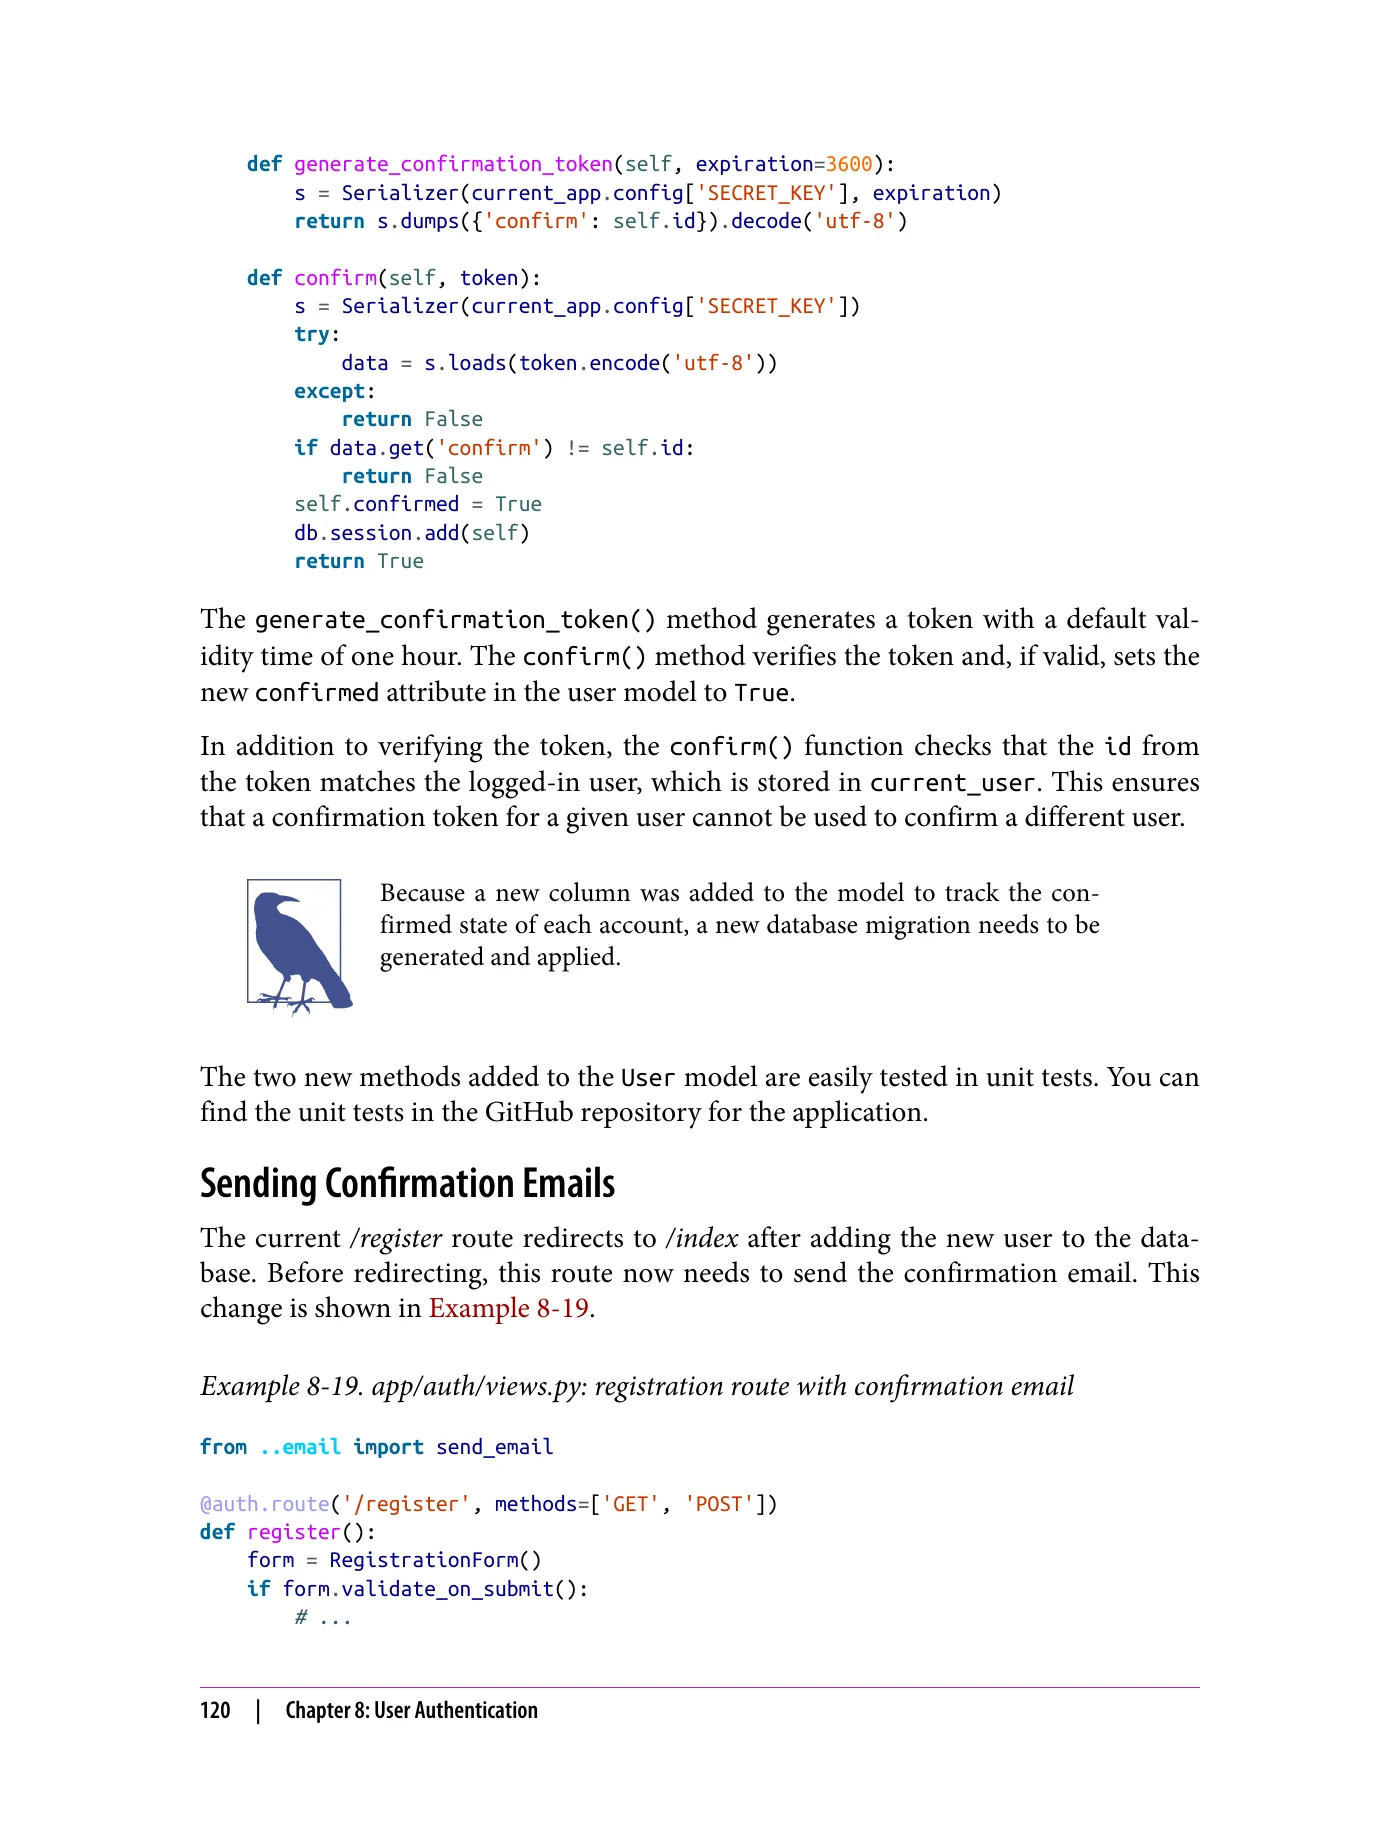 def generate_confirmation_token(self, expiration=3600):
        s = Serializer(current_app.config['SECRET_KEY'], expiration)
        return s.dumps({'confirm': self.id}).decode('utf-8')

    def confirm(self, token):
        s = Serializer(current_app.config['SECRET_KEY'])
        try:
            data = s.loads(token.encode('utf-8'))
        except:
            return False
        if data.get('confirm') != self.id:
            return False
        self.confirmed = True
        db.session.add(self)
        return True
The generate_confirmation_token() method generates a token with a default val-
idity time of one hour. The confirm() method verifies the token and, if valid, sets the
new confirmed attribute in the user model to True.
In addition to verifying the token, the confirm() function checks that the id from
the token matches the logged-in user, which is stored in current_user. This ensures
that a confirmation token for a given user cannot be used to confirm a different user.
Because a new column was added to the model to track the con-
firmed state of each account, a new database migration needs to be
generated and applied.
The two new methods added to the User model are easily tested in unit tests. You can
find the unit tests in the GitHub repository for the application.
Sending Confirmation Emails
The current /register route redirects to /index after adding the new user to the data-
base. Before redirecting, this route now needs to send the confirmation email. This
change is shown in Example 8-19.
Example 8-19. app/auth/views.py: registration route with confirmation email
from ..email import send_email

@auth.route('/register', methods=['GET', 'POST'])
def register():
    form = RegistrationForm()
    if form.validate_on_submit():
        # ...
120 | Chapter 8: User Authentication